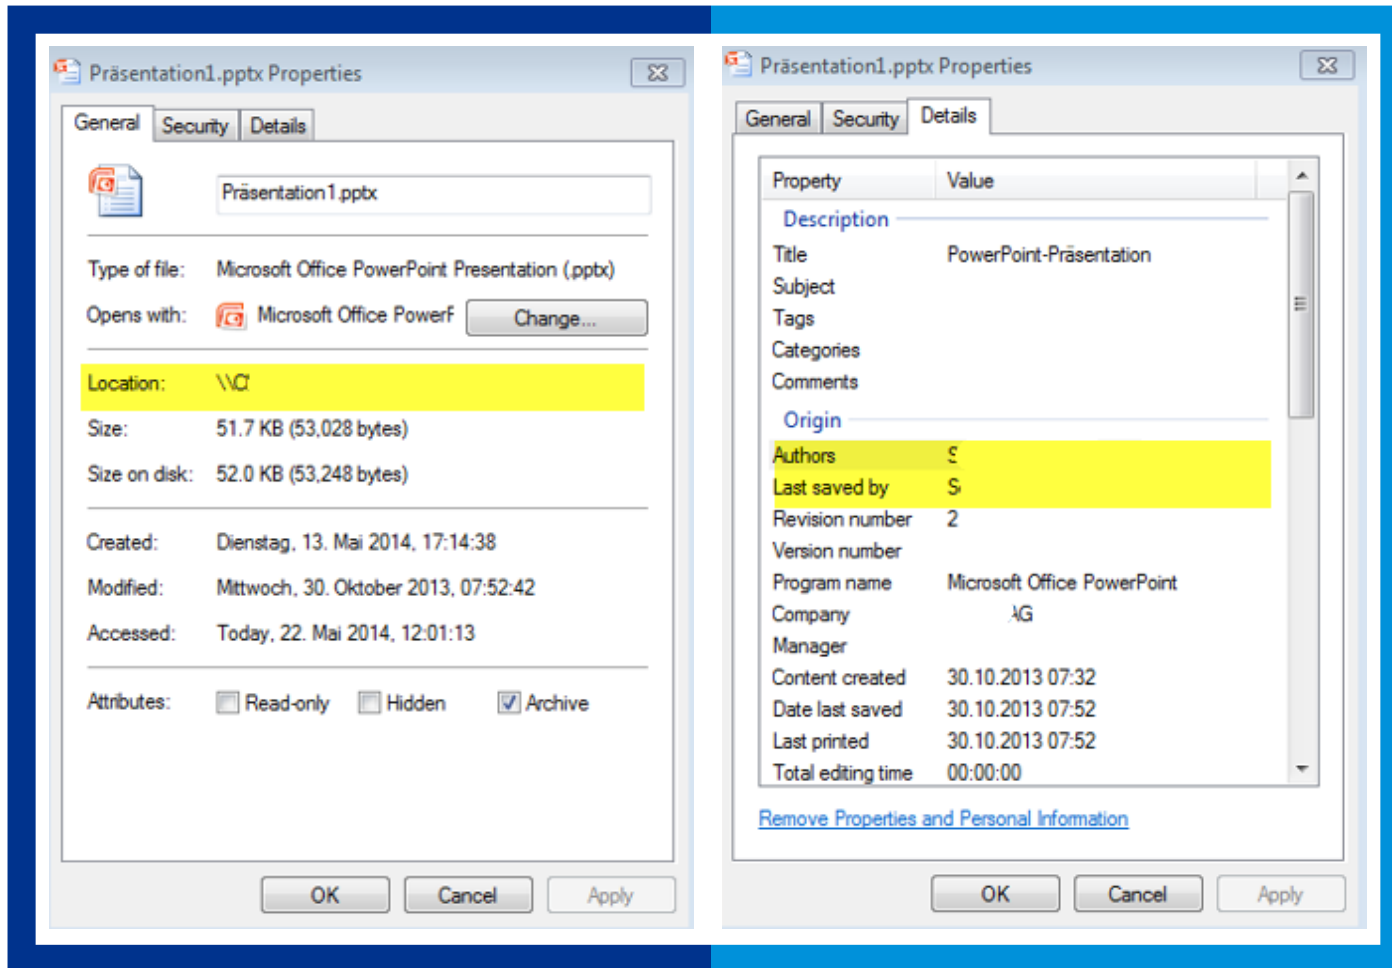 Präsentation1.pptx Properties
General Security Details
Präsentation1.pptx
Type of file: Microsoft Office PowerPoint Presentation (.pptx)
Opens with: Microsoft Office PowerP Change...
Location: \\C
Size: 51.7 KB (53,028 bytes)
Size on disk: 52.0 KB (53,248 bytes)
Created: Dienstag, 13. Mai 2014, 17:14:38
Modified: Mittwoch, 30. Oktober 2013, 07:52:42
Accessed: Today, 22. Mai 2014, 12:01:13
Attributes: Read-only Hidden Archive
OK Cancel Apply
Präsentation1.pptx Properties
General Security Details
Property Value
Description
Title PowerPoint-Präsentation
Subject
Tags
Categories
Comments
Origin
Authors S
Last saved by S
Revision number 2
Version number
Program name Microsoft Office PowerPoint
Company AG
Manager
Content created 30.10.2013 07:32
Date last saved 30.10.2013 07:52
Last printed 30.10.2013 07:52
Total editing time 00:00:00
Remove Properties and Personal Information
OK Cancel Apply